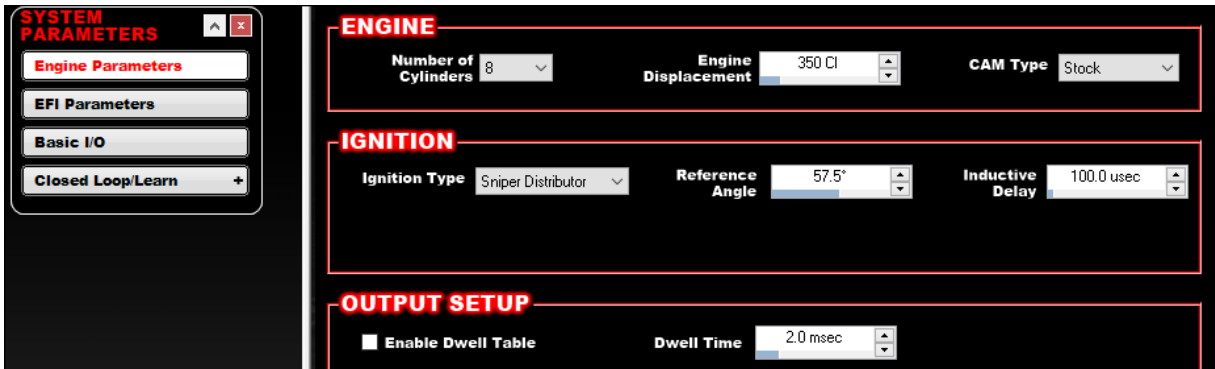 SYSTEM
PARAMETERS
Engine Parameters
EFI Parameters
Basic I/O
Closed Loop/Learn +
ENGINE
Number of
Cylinders 8
Engine
Displacement 350 CI
CAM Type Stock
IGNITION
Ignition Type Sniper Distributor
Reference
Angle 57.5°
Inductive
Delay 100.0 usec
OUTPUT SETUP
Enable Dwell Table
Dwell Time 2.0 msec